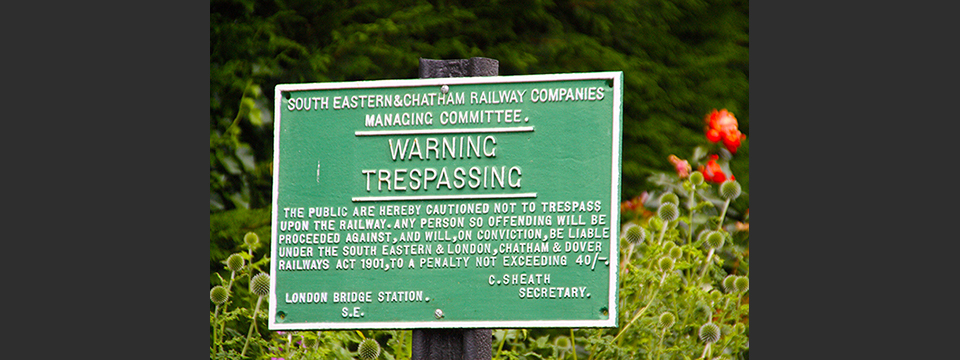 SOUTH EASTERN & CHATHAM RAILWAY COMPANIES
MANAGING COMMITTEE.
WARNING
TRESPASSING
THE PUBLIC ARE HEREBY CAUTIONED NOT TO TRESPASS
UPON THE RAILWAY. ANY PERSON SO OFFENDING WILL BE
PROCEEDED AGAINST, AND WILL, ON CONVICTION, BE LIABLE
UNDER THE SOUTH EASTERN & LONDON, CHATHAM & DOVER
RAILWAYS ACT 1901, TO A PENALTY NOT EXCEEDING 40/-.
C. SHEATH
SECRETARY.
LONDON BRIDGE STATION.
S.E.